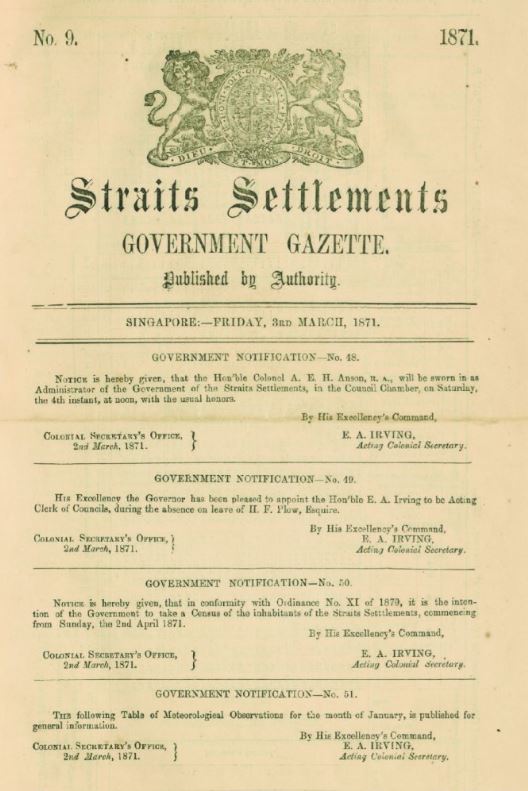 No. 9.
1871.
DIEU ET MON DROIT
Straits Settlements
GOVERNMENT GAZETTE.
Published by Authority.
SINGAPORE:—FRIDAY, 3RD MARCH, 1871.
GOVERNMENT NOTIFICATION—No. 48.
NOTICE is hereby given, that the Hon'ble Colonel A. E. H. Anson, R. A., will be sworn in as
Administrator of the Government of the Straits Settlements, in the Council Chamber, on Saturday,
the 4th instant, at noon, with the usual honors.
By His Excellency's Command,
COLONIAL SECRETARY'S OFFICE, } E. A. IRVING,
2nd March, 1871. Acting Colonial Secretary.
GOVERNMENT NOTIFICATION—No. 49.
HIS Excellency the Governor has been pleased to appoint the Hon'ble E. A. Irving to be Acting
Clerk of Councils, during the absence on leave of H. F. Plow, Esquire.
By His Excellency's Command,
COLONIAL SECRETARY'S OFFICE, } E. A. IRVING,
2nd March, 1871. Acting Colonial Secretary.
GOVERNMENT NOTIFICATION—No. 50.
NOTICE is hereby given, that in conformity with Ordinance No. XI of 1870, it is the inten-
tion of the Government to take a Census of the inhabitants of the Straits Setttlements, commencing
from Sunday, the 2nd April 1871.
By His Excellency's Command,
COLONIAL SECRETARY'S OFFICE, } E. A. IRVING,
2nd March, 1871. Acting Colonial Secretary.
GOVERNMENT NOTIFICATION—No. 51.
THE following Table of Meteorological Observations for the month of January, is published for
general information.
By His Excellency's Command,
COLONIAL SECRETARY'S OFFICE, } E. A. IRVING,
2nd March, 1871. Acting Colonial Secretary.